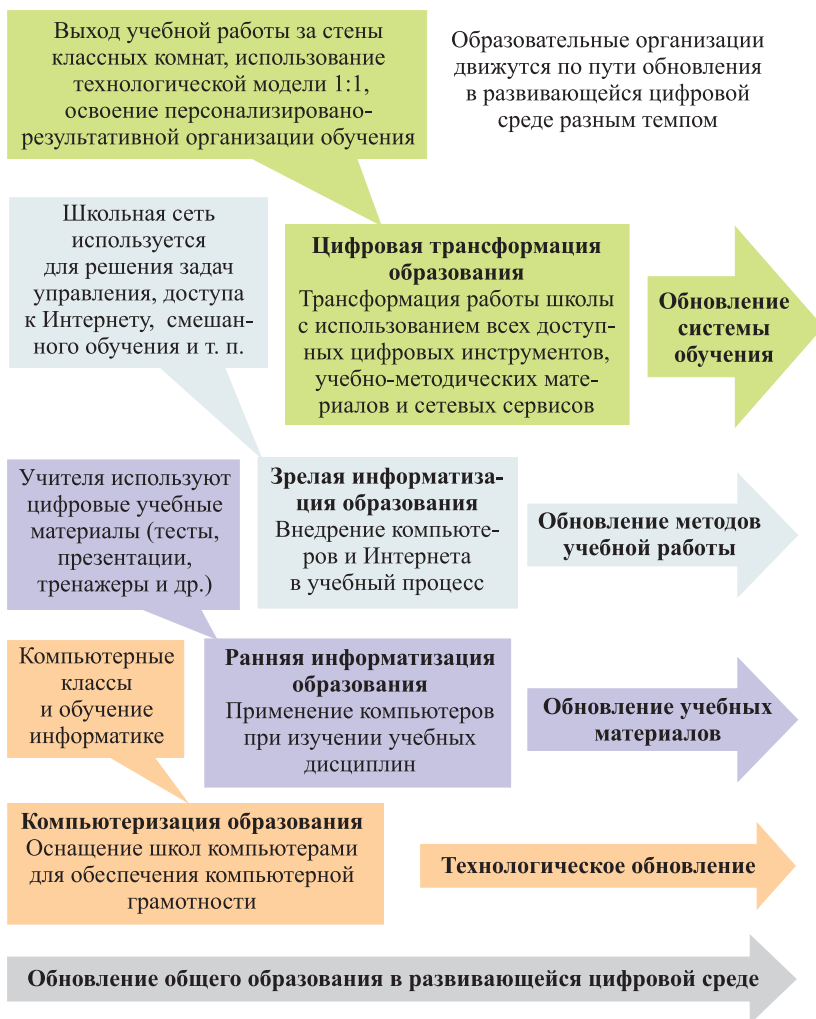 Выход учебной работы за стены
классных комнат, использование
технологической модели 1:1,
освоение персонализировано-
результативной организации обучения
Образовательные организации
движутся по пути обновления
в развивающейся цифровой
среде разным темпом
Школьная сеть
используется
для решения задач
управления, доступа
к Интернету, смешан-
ного обучения и т. п.
Цифровая трансформация
образования
Трансформация работы школы
с использованием всех доступ-
ных цифровых инструментов,
учебно-методических мате-
риалов и сетевых сервисов
Обновление
системы
обучения
Учителя используют
цифровые учебные
материалы (тесты,
презентации,
тренажеры и др.)
Зрелая информатиза-
ция образования
Внедрение компьюте-
ров и Интернета
в учебный процесс
Обновление методов
учебной работы
Компьютерные
классы
и обучение
информатике
Ранняя информатизация
образования
Применение компьютеров
при изучении учебных
дисциплин
Обновление учебных
материалов
Компьютеризация образования
Оснащение школ компьютерами
для обеспечения компьютерной
грамотности
Технологическое обновление
Обновление общего образования в развивающейся цифровой среде